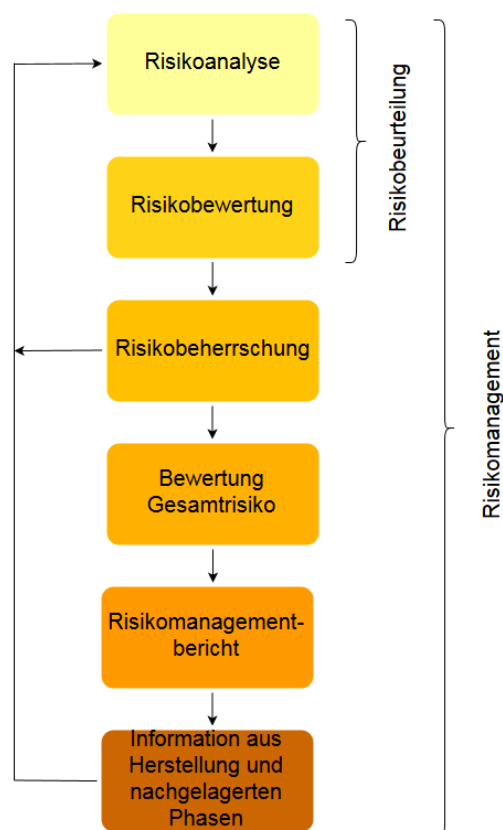 Risikoanalyse
Risikobewertung
Risikobeurteilung
Risikobeherrschung
Bewertung
Gesamtrisiko
Risikomanagement-
bericht
Information aus
Herstellung und
nachgelagerten
Phasen
Risikomanagement